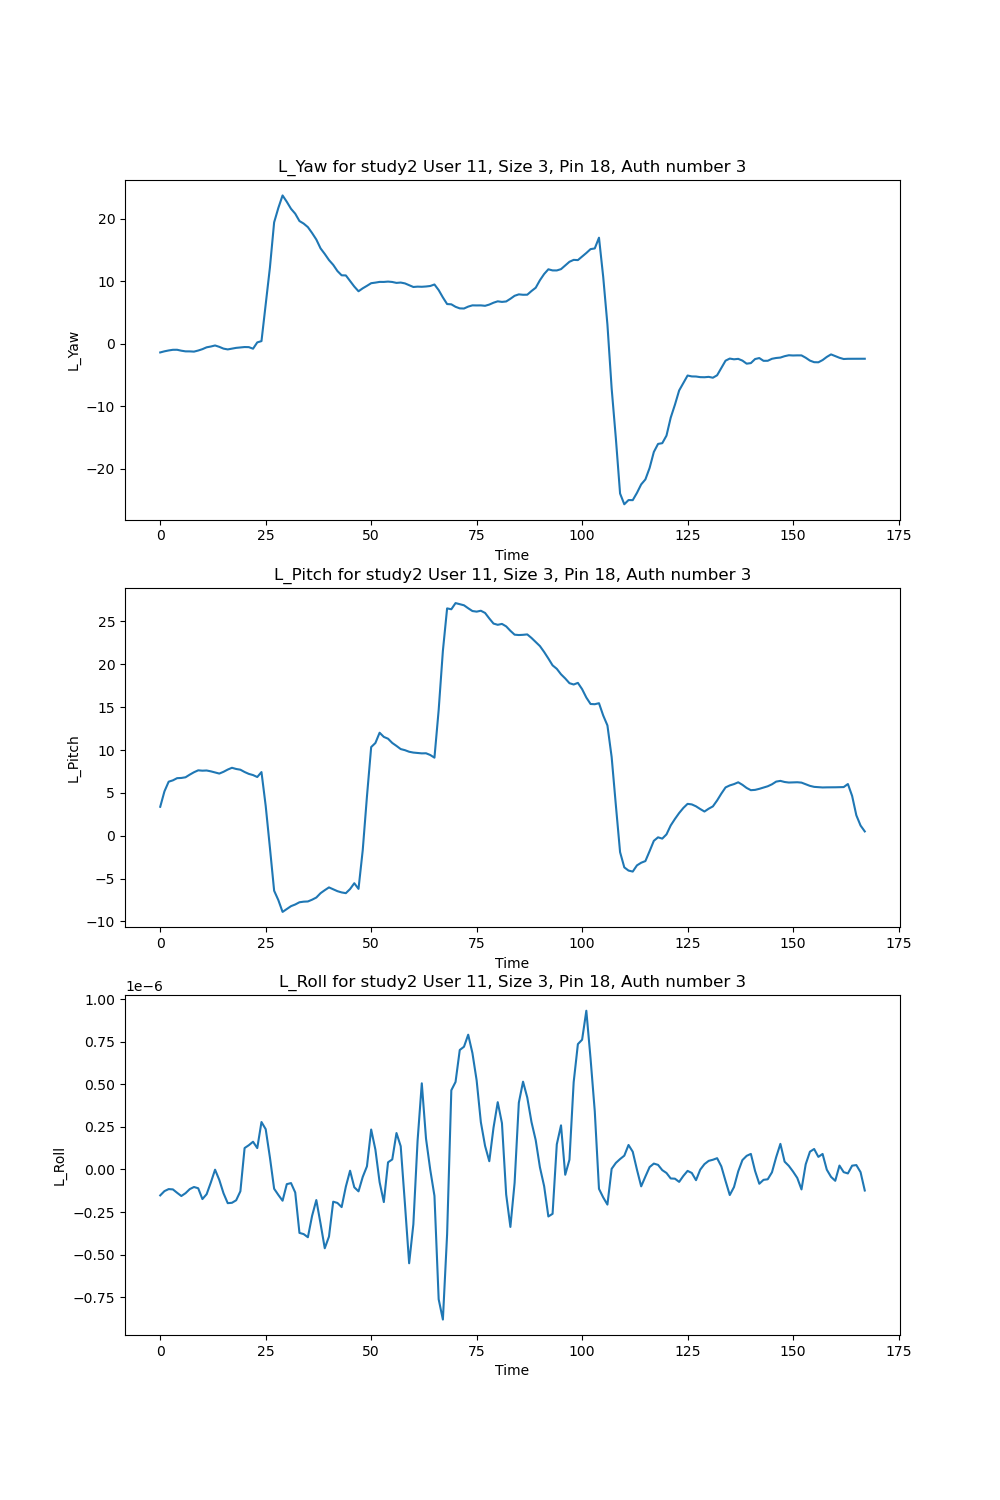 L_Yaw for study2 User 11, Size 3, Pin 18, Auth number 3
20
10
0
−10
−20
L_Yaw
0 25 50 75 100 125 150 175
Time
L_Pitch for study2 User 11, Size 3, Pin 18, Auth number 3
25
20
15
10
5
0
−5
−10
L_Pitch
0 25 50 75 100 125 150 175
Time
L_Roll for study2 User 11, Size 3, Pin 18, Auth number 3
1e−6
1.00
0.75
0.50
0.25
0.00
−0.25
−0.50
−0.75
L_Roll
0 25 50 75 100 125 150 175
Time